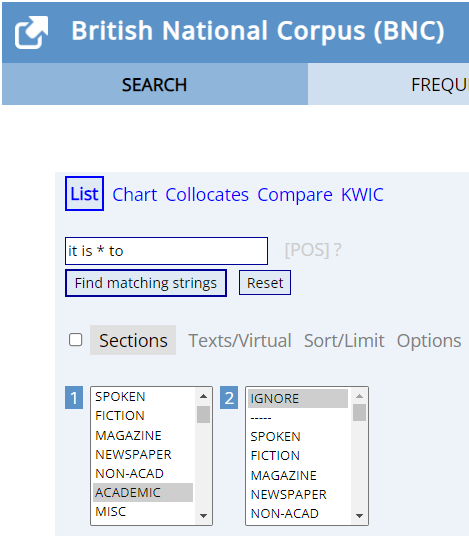 British National Corpus (BNC)
SEARCH FREQU
List Chart Collocates Compare KWIC
it is * to [POS] ?
Find matching strings Reset
Sections Texts/Virtual Sort/Limit Options
1 SPOKEN
FICTION
MAGAZINE
NEWSPAPER
NON-ACAD
ACADEMIC
MISC
2 IGNORE
-----
SPOKEN
FICTION
MAGAZINE
NEWSPAPER
NON-ACAD